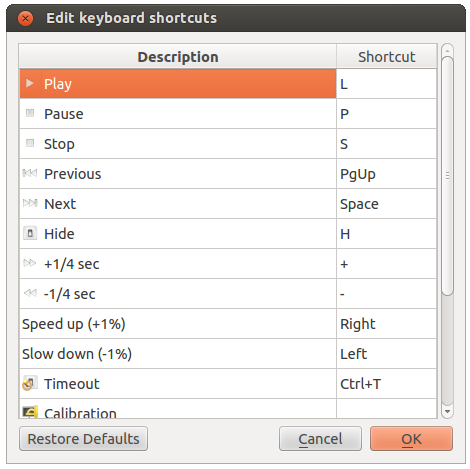 Edit keyboard shortcuts
Description Shortcut
Play L
Pause P
Stop S
Previous PgUp
Next Space
Hide H
+1/4 sec +
-1/4 sec -
Speed up (+1%) Right
Slow down (-1%) Left
Timeout Ctrl+T
Calibration
Restore Defaults Cancel OK